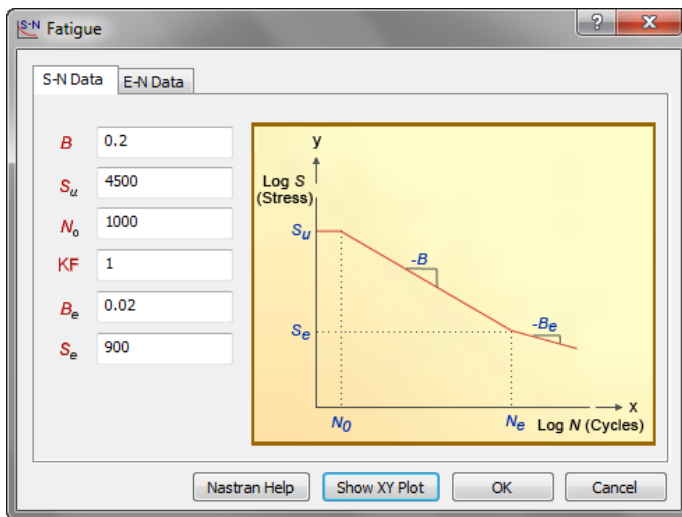 S-N Fatigue
?
X
S-N Data
E-N Data
B 0.2
Su 4500
No 1000
KF 1
Be 0.02
Se 900
y
Log S
(Stress)
Su
-B
Se
-Be
x
N0
Ne
Log N (Cycles)
Nastran Help
Show XY Plot
OK
Cancel